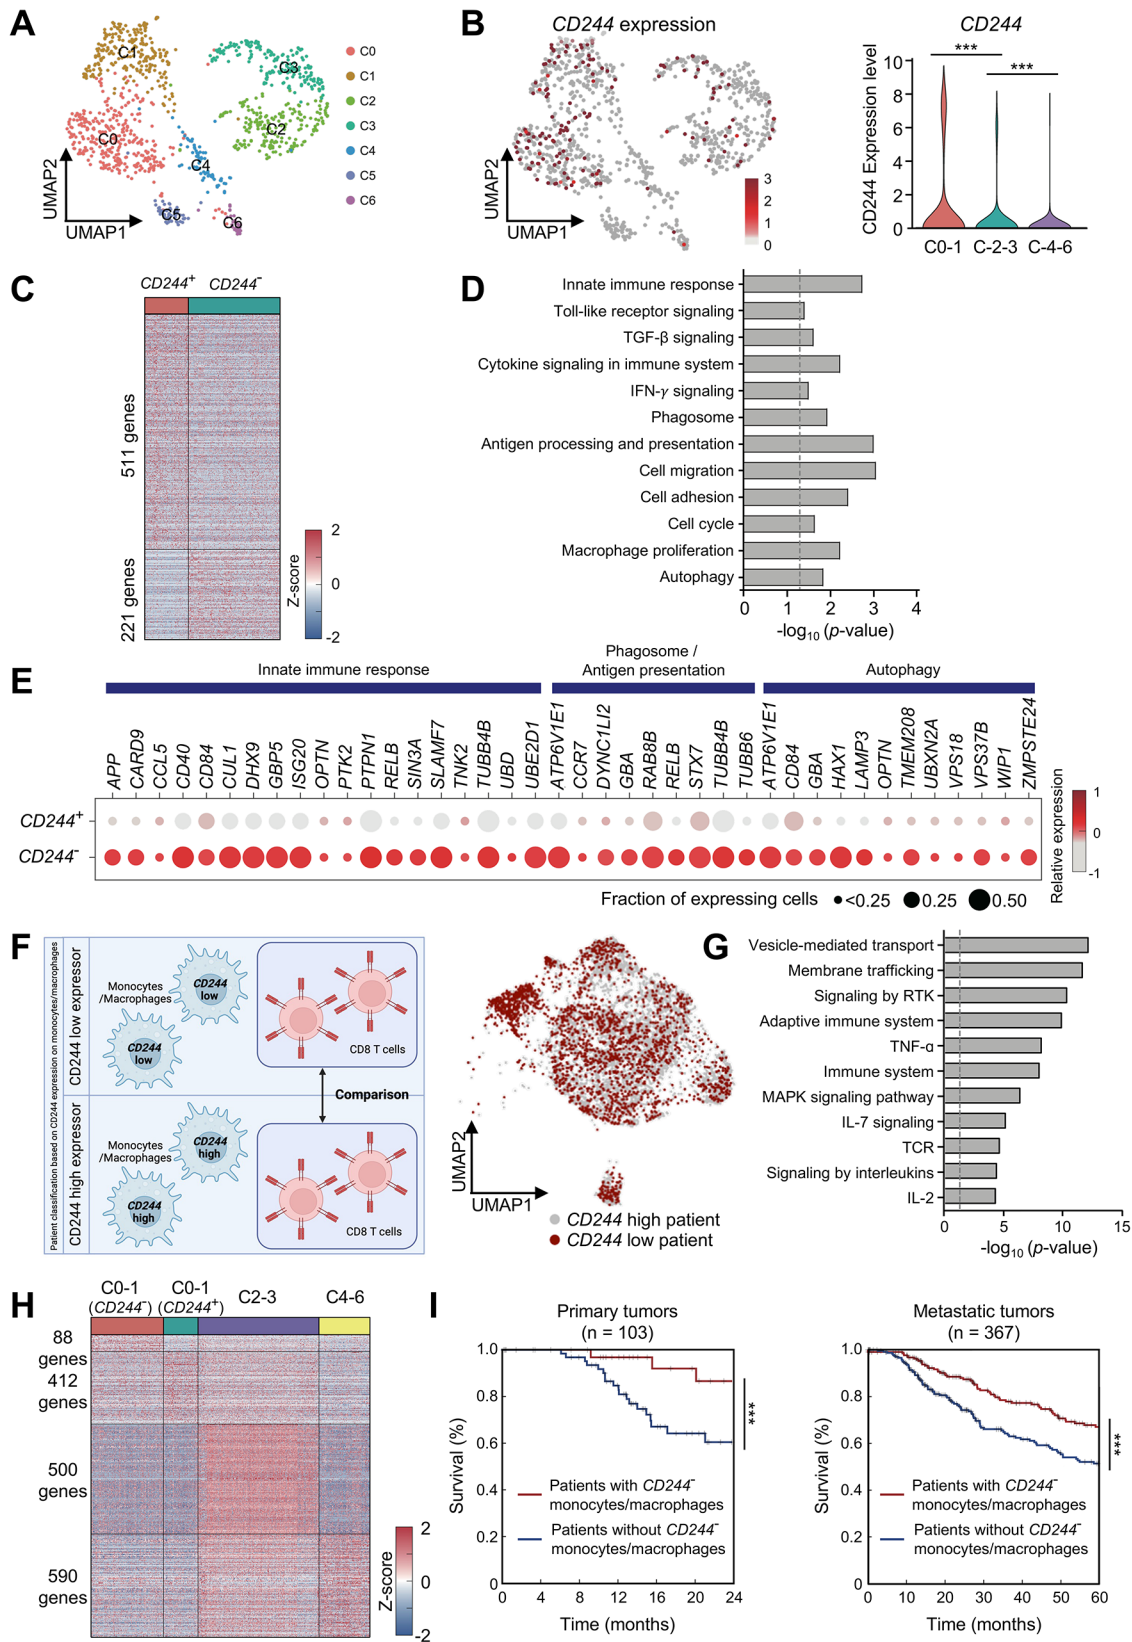 A
C1
C3
C2
C0
C4
C5
C6
UMAP2
UMAP1
C0
C1
C2
C3
C4
C5
C6
B
CD244 expression
UMAP2
UMAP1
3
2
1
0
CD244
***
***
CD244 Expression level
10
8
6
4
2
0
C0-1
C-2-3
C-4-6
C
CD244+ CD244-
511 genes
221 genes
Z-score
2
0
-2
D
Innate immune response
Toll-like receptor signaling
TGF-β signaling
Cytokine signaling in immune system
IFN-γ signaling
Phagosome
Antigen processing and presentation
Cell migration
Cell adhesion
Cell cycle
Macrophage proliferation
Autophagy
0 1 2 3 4
-log10 (p-value)
E
Innate immune response
Phagosome /
Antigen presentation
Autophagy
APP CARD9 CCL5 CD40 CD84 CUL1 DHX9 GBP5 ISG20 OPTN PTK2 PTPN1 RELB SIN3A SLAMF7 TNK2 TUBB4B UBD UBE2D1 ATP6V1E1 CCR7 DYNC1LI2 GBA RAB8B RELB STX7 TUBB4B TUBB6 ATP6V1E1 CD84 GBA HAX1 LAMP3 OPTN TMEM208 UBXN2A VPS18 VPS37B WIP1 ZMPSTE24
CD244+
CD244-
Relative expression
1
0
-1
Fraction of expressing cells <0.25 0.25 0.50
F
Patient classification based on CD244 expression on monocytes/macrophages
CD244 low expressor
Monocytes
/Macrophages
CD244
low
CD244
low
CD8 T cells
Comparison
CD244 high expressor
Monocytes
/Macrophages
CD244
high
CD244
high
CD8 T cells
UMAP2
UMAP1
CD244 high patient
CD244 low patient
G
Vesicle-mediated transport
Membrane trafficking
Signaling by RTK
Adaptive immune system
TNF-α
Immune system
MAPK signaling pathway
IL-7 signaling
TCR
Signaling by interleukins
IL-2
0 5 10 15
-log10 (p-value)
H
C0-1
(CD244-)
C0-1
(CD244+)
C2-3
C4-6
88
genes
412
genes
500
genes
590
genes
Z-score
2
0
-2
I
Primary tumors
(n = 103)
Survival (%)
1.0
0.8
0.6
0.4
0.2
0
***
Patients with CD244-
monocytes/macrophages
Patients without CD244-
monocytes/macrophages
0 4 8 12 16 20 24
Time (months)
Metastatic tumors
(n = 367)
Survival (%)
1.0
0.8
0.6
0.4
0.2
0
***
Patients with CD244-
monocytes/macrophages
Patients without CD244-
monocytes/macrophages
0 10 20 30 40 50 60
Time (months)